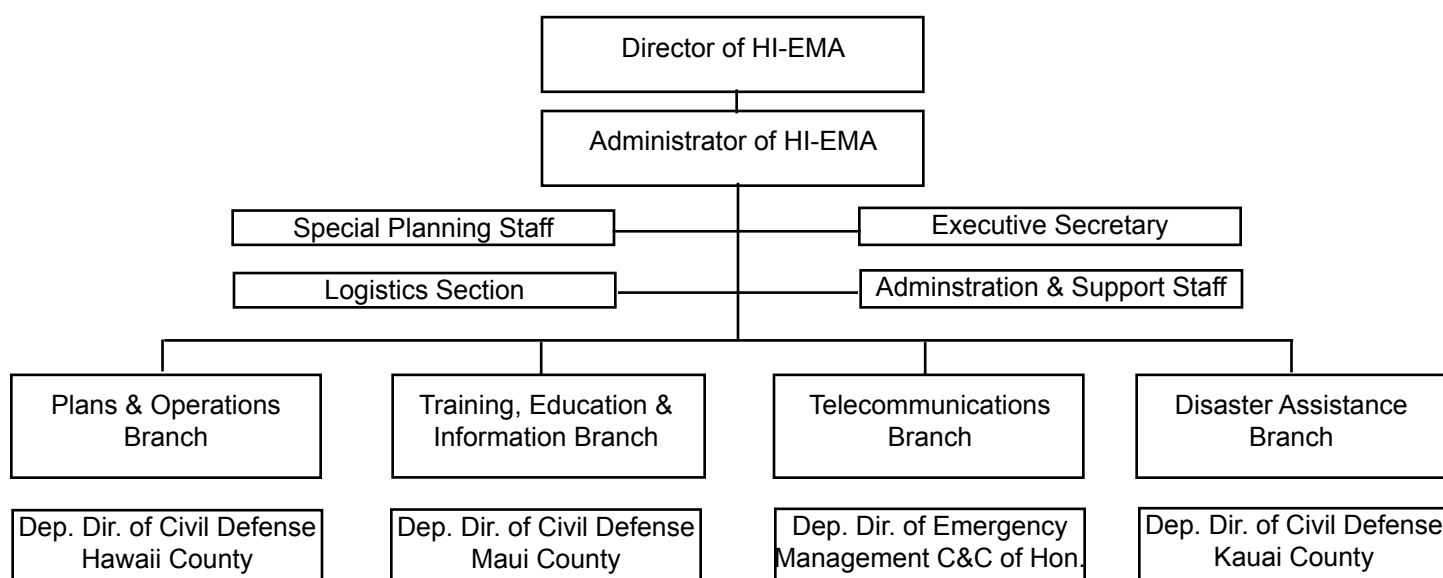 Director of HI-EMA
Administrator of HI-EMA
Special Planning Staff
Executive Secretary
Logistics Section
Adminstration & Support Staff
Plans & Operations
Branch
Training, Education &
Information Branch
Telecommunications
Branch
Disaster Assistance
Branch
Dep. Dir. of Civil Defense
Hawaii County
Dep. Dir. of Civil Defense
Maui County
Dep. Dir. of Emergency
Management C&C of Hon.
Dep. Dir. of Civil Defense
Kauai County